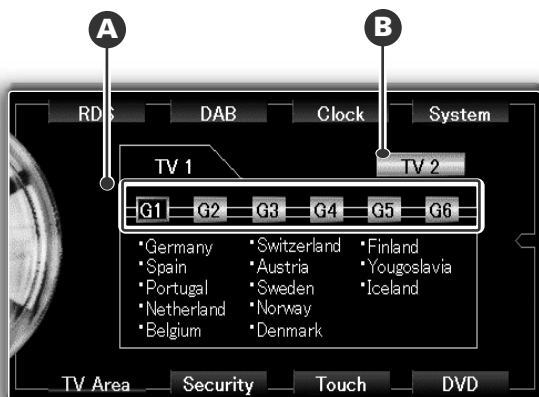 A B
RDS DAB Clock System
TV 1 TV 2
G1 G2 G3 G4 G5 G6
･Germany ･Switzerland ･Finland
･Spain ･Austria ･Yougoslavia
･Portugal ･Sweden ･Iceland
･Netherland ･Norway
･Belgium ･Denmark
TV Area Security Touch DVD